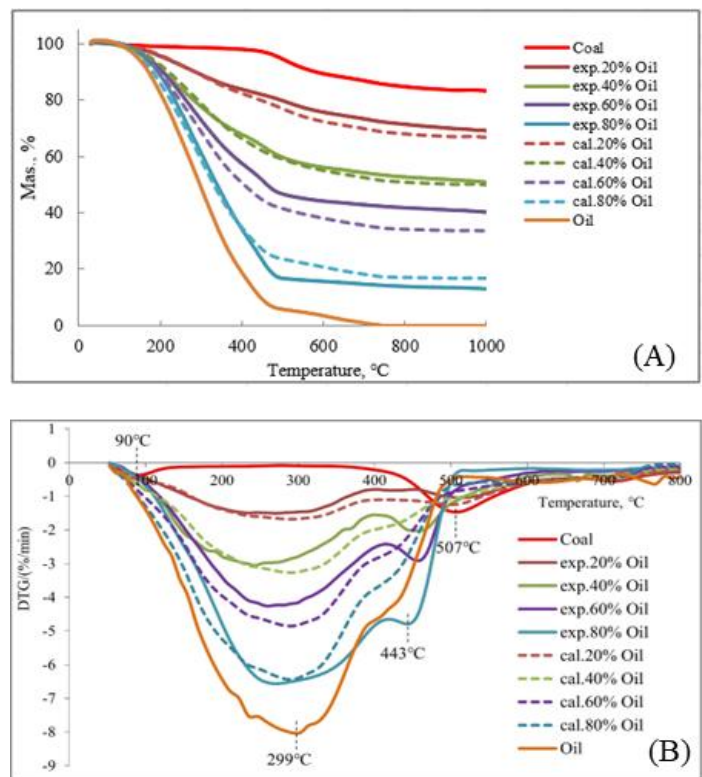 100
80
60
40
20
0
Mas., %
0
200
400
600
800
1000
Temperature, ℃
Coal
exp.20% Oil
exp.40% Oil
exp.60% Oil
exp.80% Oil
cal.20% Oil
cal.40% Oil
cal.60% Oil
cal.80% Oil
Oil
(A)
1
0
-1
-2
-3
-4
-5
-6
-7
-8
-9
DTG/(%/min)
90℃
0
100
200
300
400
500
600
700
800
Temperature, ℃
507℃
443℃
299℃
Coal
exp.20% Oil
exp.40% Oil
exp.60% Oil
exp.80% Oil
cal.20% Oil
cal.40% Oil
cal.60% Oil
cal.80% Oil
Oil
(B)